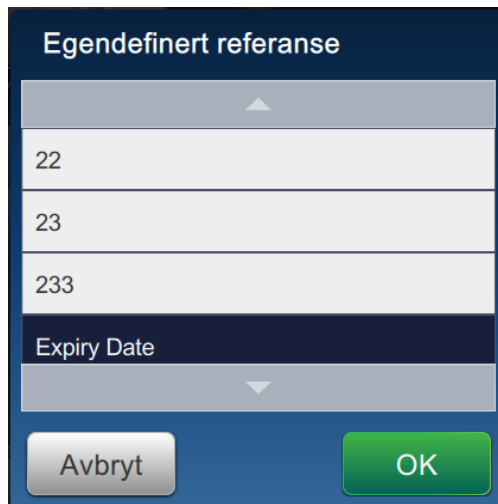 Egendefinert referanse
22
23
233
Expiry Date
Avbryt
OK